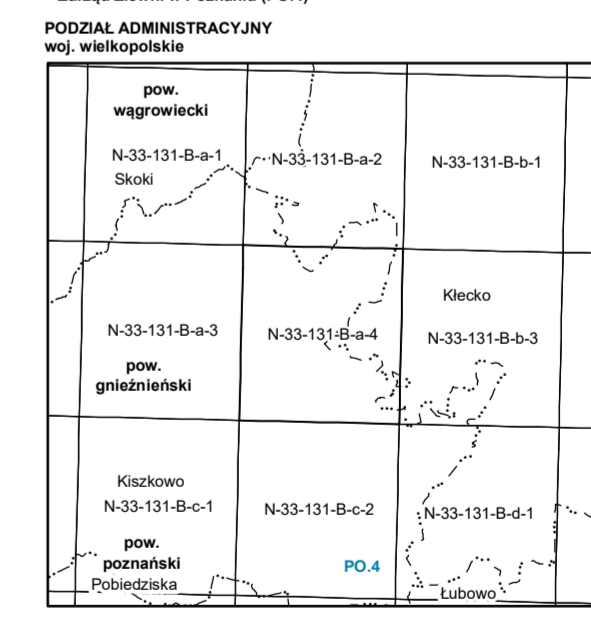 PODZIAŁ ADMINISTRACYJNY
woj. wielkopolskie
pow.
wągrowiecki
N-33-131-B-a-1
N-33-131-B-a-2
N-33-131-B-b-1
Skoki
Kłecko
N-33-131-B-a-3
N-33-131-B-a-4
N-33-131-B-b-3
pow.
gnieźnieński
Kiszkowo
N-33-131-B-c-1
N-33-131-B-c-2
N-33-131-B-d-1
pow.
poznański
PO.4
Pobiedziska
Łubowo